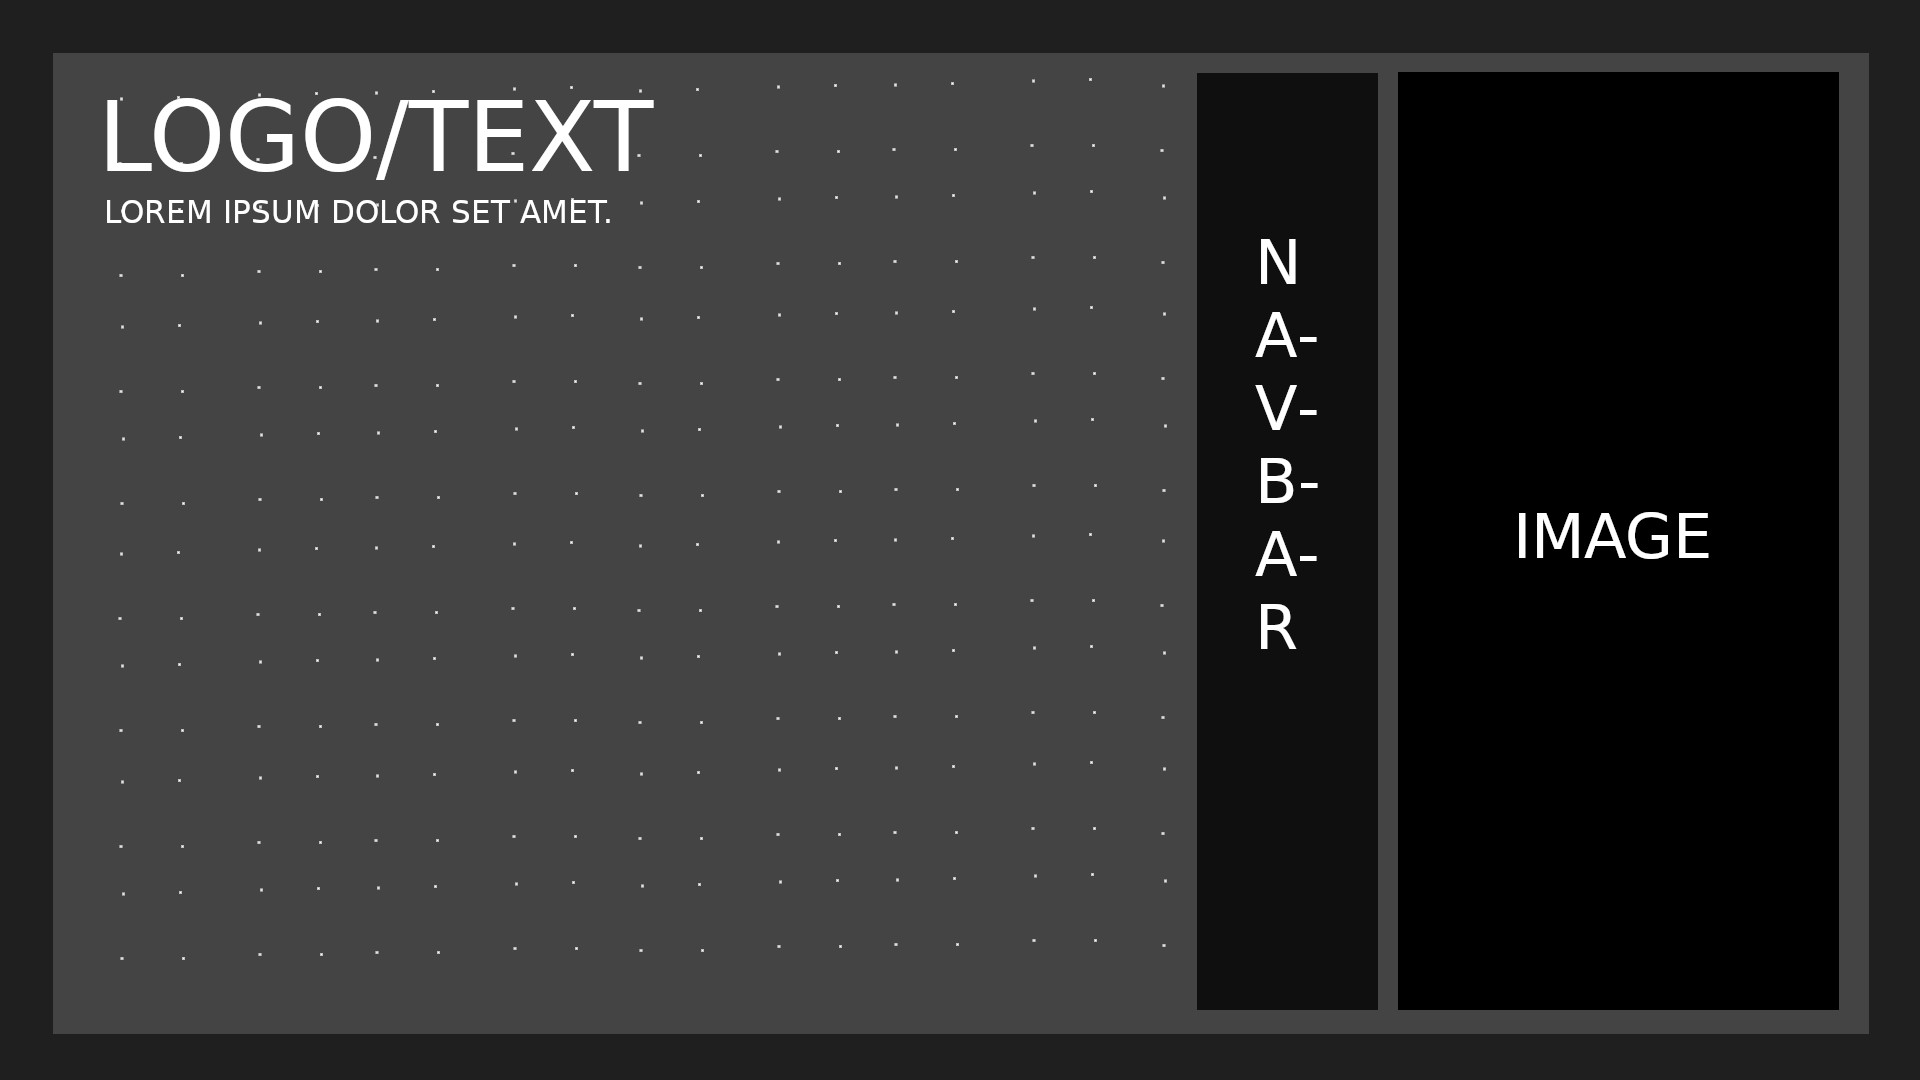 LOGO/TEXT
LOREM IPSUM DOLOR SET AMET.
N
A-
V-
B-
A-
R
IMAGE